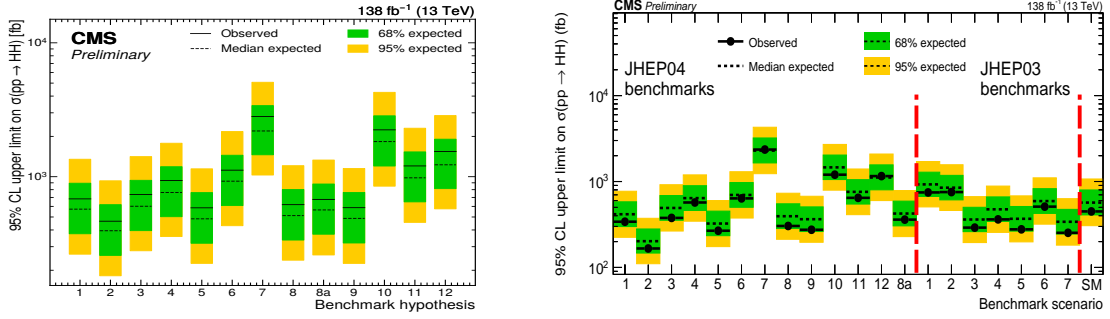 138 fb⁻¹ (13 TeV)
95% CL upper limit on σ(pp → HH) [fb]
CMS
Preliminary
Observed
Median expected
68% expected
95% expected
10⁴
10³
1 2 3 4 5 6 7 8 8a 9 10 11 12
Benchmark hypothesis
CMS Preliminary
138 fb⁻¹ (13 TeV)
95% CL upper limit on σ(pp → HH) (fb)
Observed
Median expected
68% expected
95% expected
JHEP04
benchmarks
JHEP03
benchmarks
10⁴
10³
10²
1 2 3 4 5 6 7 8 9 10 11 12 8a 1 2 3 4 5 6 7 SM
Benchmark scenario